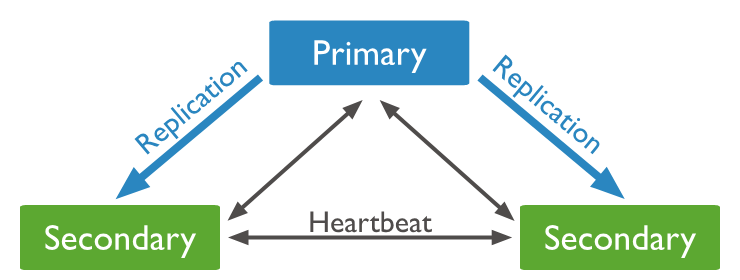 Primary
Replication
Replication
Heartbeat
Secondary
Secondary